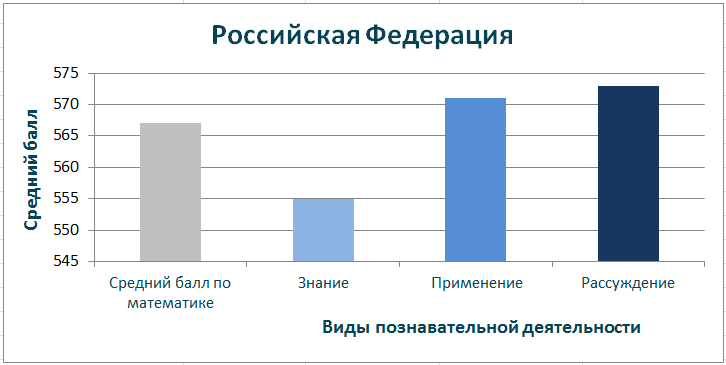 Российская Федерация
Средний балл
575
570
565
560
555
550
545
Средний балл по
математике
Знание
Применение
Рассуждение
Виды познавательной деятельности